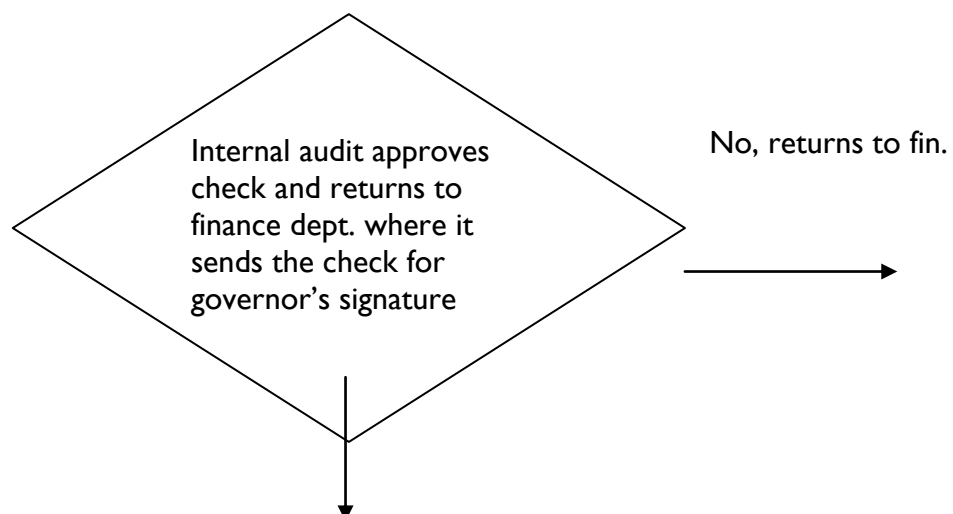 No, returns to fin.
Internal audit approves
check and returns to
finance dept. where it
sends the check for
governor’s signature